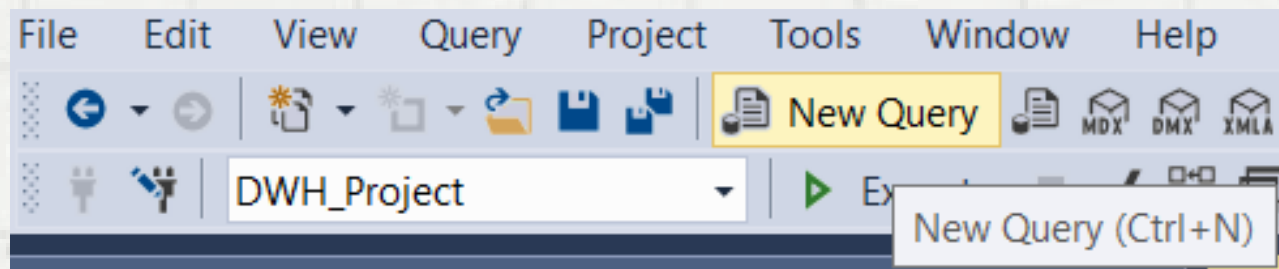 File Edit View Query Project Tools Window Help
New Query MDX DMX XMLA
DWH_Project
New Query (Ctrl+N)